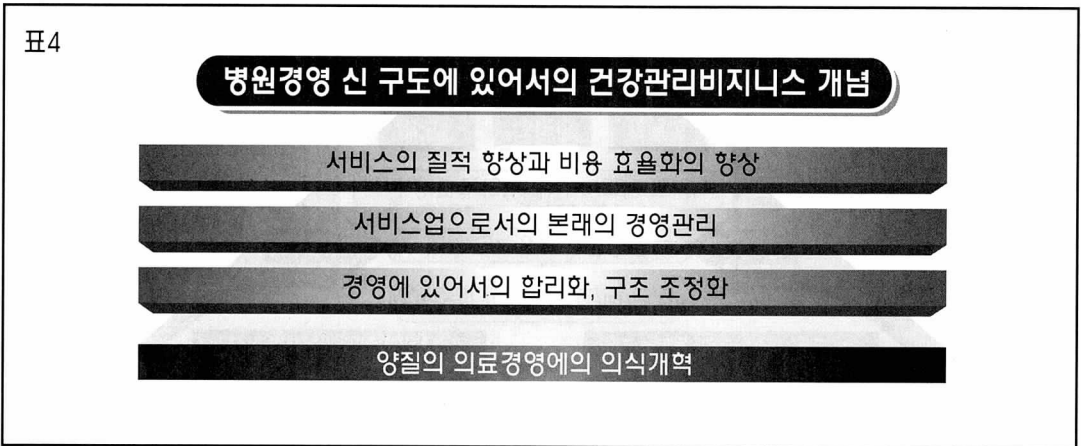 표4
병원경영 신 구도에 있어서의 건강관리비지니스 개념
서비스의 질적 향상과 비용 효율화의 향상
서비스업으로서의 본래의 경영관리
경영에 있어서의 합리화, 구조 조정화
양질의 의료경영에의 의식개혁